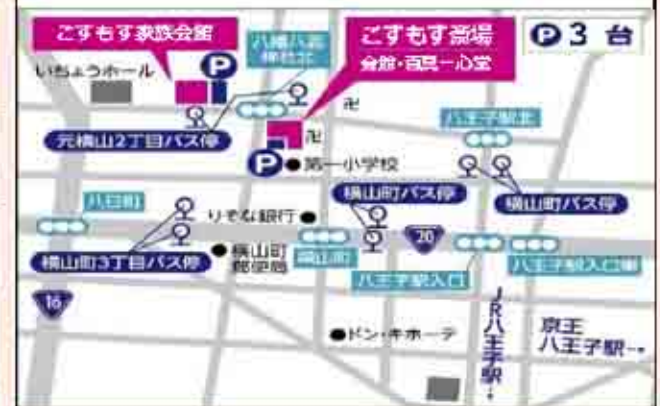 こすもす家族会館
八幡八雲
神社北
こすもす斎場
会館・百見一心堂
P3台
いちょうホール
P
卍
元横山2丁目バス停
卍
八王子駅北
P
第一小学校
横山町バス停
横山町バス停
八日町
りそな銀行
20
横山町3丁目バス停
横山町
郵便局
横山町
八王子駅入口
八王子駅入口東
16
ドン・キホーテ
JR八王子駅
京王
八王子駅